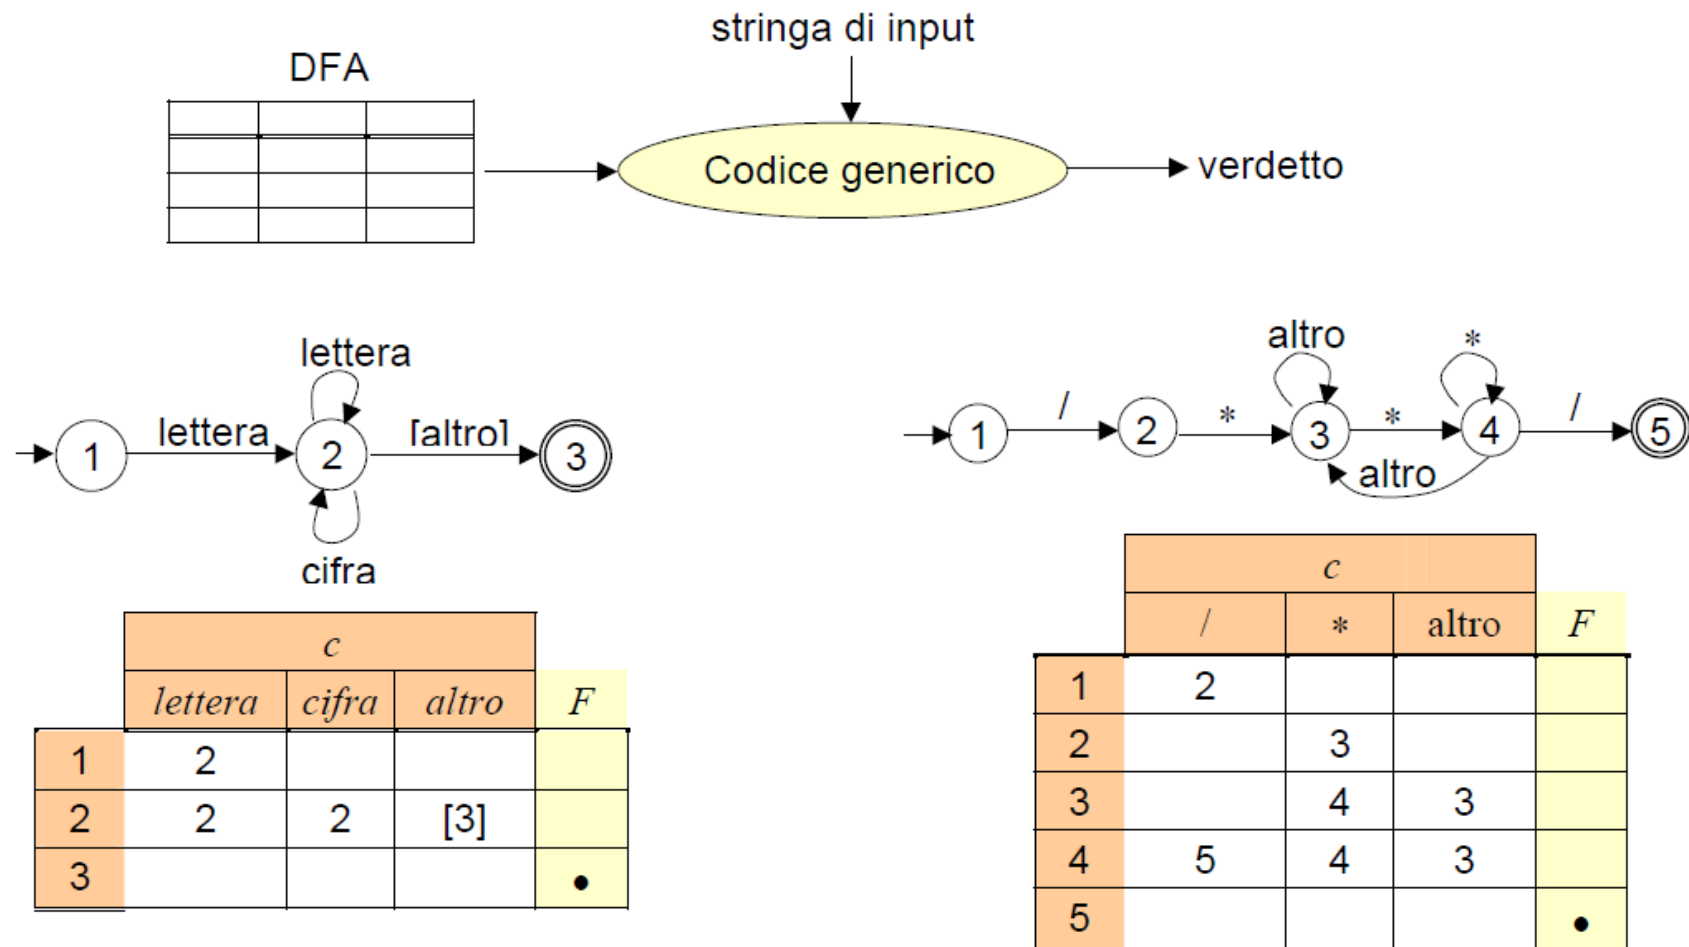 stringa di input
DFA
Codice generico
verdetto
lettera
1 lettera 2 [altro] 3
cifra
c
lettera cifra altro F
1 2
2 2 2 [3]
3 •
altro *
1 / 2 * 3 * 4 / 5
altro
c
/ * altro F
1 2
2 3
3 4 3
4 5 4 3
5 •